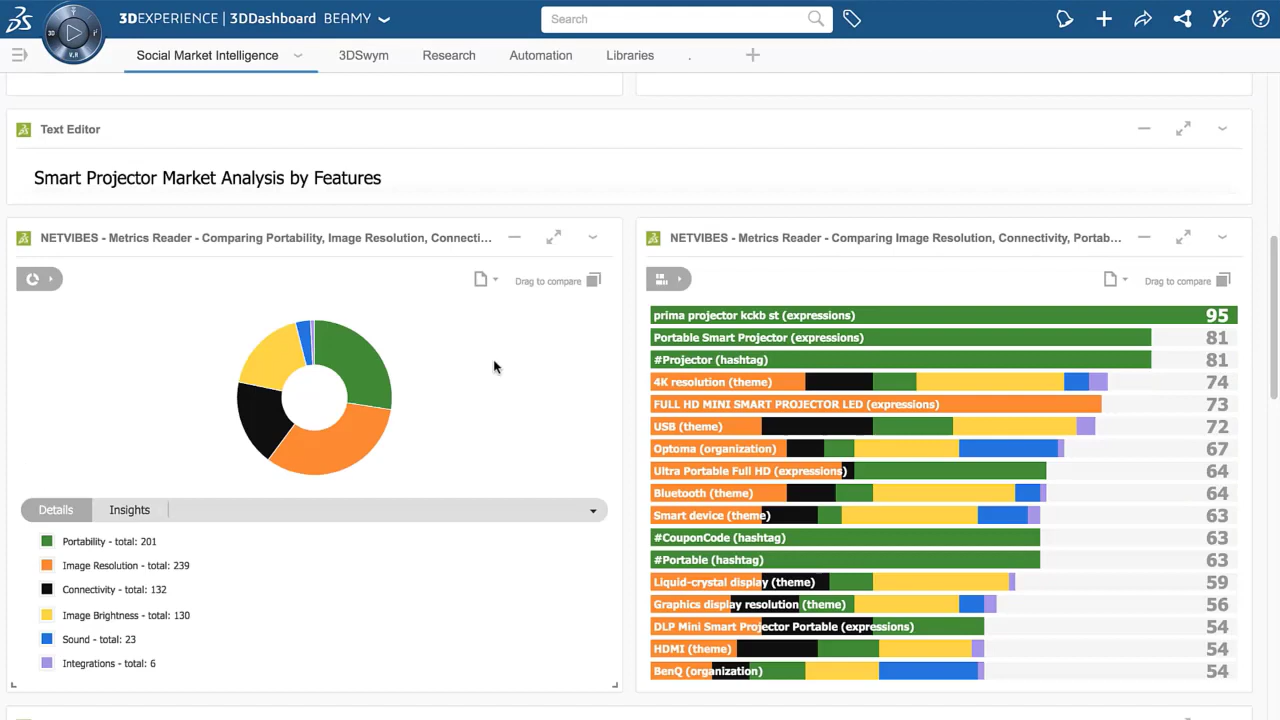 3DEXPERIENCE | 3DDashboard BEAMY
Search
3D
V.R
Social Market Intelligence
3DSwym
Research
Automation
Libraries
.
Text Editor
Smart Projector Market Analysis by Features
NETVIBES - Metrics Reader - Comparing Portability, Image Resolution, Connecti...
Drag to compare
Details
Insights
Portability - total: 201
Image Resolution - total: 239
Connectivity - total: 132
Image Brightness - total: 130
Sound - total: 23
Integrations - total: 6
NETVIBES - Metrics Reader - Comparing Image Resolution, Connectivity, Portab...
Drag to compare
prima projector kckb st (expressions) 95
Portable Smart Projector (expressions) 81
#Projector (hashtag) 81
4K resolution (theme) 74
FULL HD MINI SMART PROJECTOR LED (expressions) 73
USB (theme) 72
Optoma (organization) 67
Ultra Portable Full HD (expressions) 64
Bluetooth (theme) 64
Smart device (theme) 63
#CouponCode (hashtag) 63
#Portable (hashtag) 63
Liquid-crystal display (theme) 59
Graphics display resolution (theme) 56
DLP Mini Smart Projector Portable (expressions) 54
HDMI (theme) 54
BenQ (organization) 54